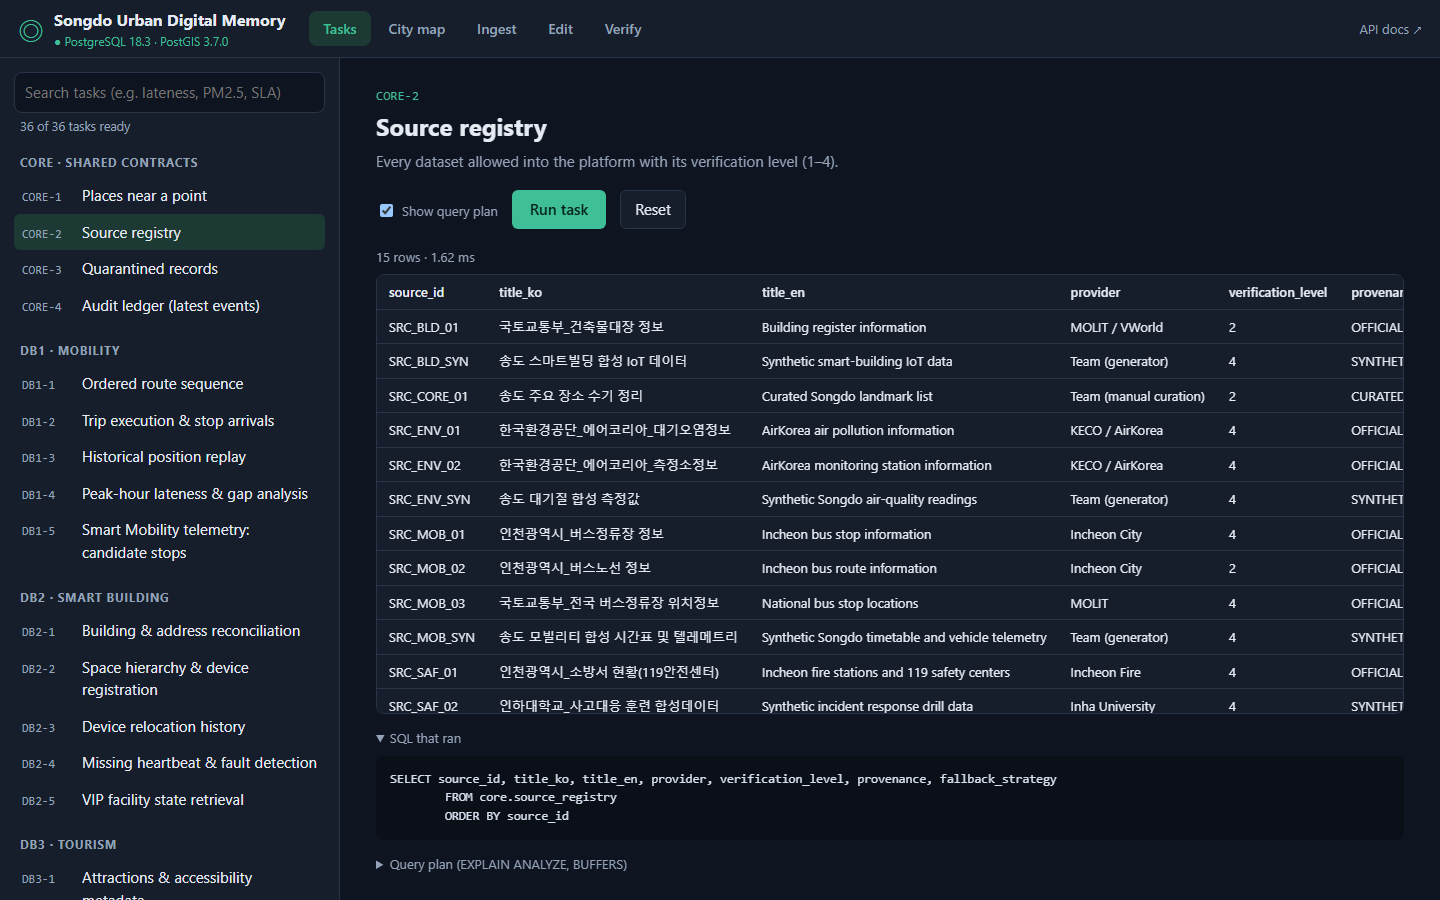 Songdo Urban Digital Memory
● PostgreSQL 18.3 · PostGIS 3.7.0
Tasks
City map
Ingest
Edit
Verify
API docs ↗
Search tasks (e.g. lateness, PM2.5, SLA)
36 of 36 tasks ready
CORE · SHARED CONTRACTS
CORE-1 Places near a point
CORE-2 Source registry
CORE-3 Quarantined records
CORE-4 Audit ledger (latest events)
DB1 · MOBILITY
DB1-1 Ordered route sequence
DB1-2 Trip execution & stop arrivals
DB1-3 Historical position replay
DB1-4 Peak-hour lateness & gap analysis
DB1-5 Smart Mobility telemetry:
candidate stops
DB2 · SMART BUILDING
DB2-1 Building & address reconciliation
DB2-2 Space hierarchy & device
registration
DB2-3 Device relocation history
DB2-4 Missing heartbeat & fault detection
DB2-5 VIP facility state retrieval
DB3 · TOURISM
DB3-1 Attractions & accessibility
metadata
CORE-2
Source registry
Every dataset allowed into the platform with its verification level (1–4).
Show query plan
Run task
Reset
15 rows · 1.62 ms
source_id title_ko title_en provider verification_level provenar
SRC_BLD_01 국토교통부_건축물대장 정보 Building register information MOLIT / VWorld 2 OFFICIAL
SRC_BLD_SYN 송도 스마트빌딩 합성 IoT 데이터 Synthetic smart-building IoT data Team (generator) 4 SYNTHET
SRC_CORE_01 송도 주요 장소 수기 정리 Curated Songdo landmark list Team (manual curation) 2 CURATED
SRC_ENV_01 한국환경공단_에어코리아_대기오염정보 AirKorea air pollution information KECO / AirKorea 4 OFFICIAL
SRC_ENV_02 한국환경공단_에어코리아_측정소정보 AirKorea monitoring station information KECO / AirKorea 4 OFFICIAL
SRC_ENV_SYN 송도 대기질 합성 측정값 Synthetic Songdo air-quality readings Team (generator) 4 SYNTHET
SRC_MOB_01 인천광역시_버스정류장 정보 Incheon bus stop information Incheon City 4 OFFICIAL
SRC_MOB_02 인천광역시_버스노선 정보 Incheon bus route information Incheon City 2 OFFICIAL
SRC_MOB_03 국토교통부_전국 버스정류장 위치정보 National bus stop locations MOLIT 4 OFFICIAL
SRC_MOB_SYN 송도 모빌리티 합성 시간표 및 텔레메트리 Synthetic Songdo timetable and vehicle telemetry Team (generator) 4 SYNTHET
SRC_SAF_01 인천광역시_소방서 현황(119안전센터) Incheon fire stations and 119 safety centers Incheon Fire 4 OFFICIAL
SRC_SAF_02 인하대학교_사고대응 훈련 합성데이터 Synthetic incident response drill data Inha University 4 SYNTHET
▼ SQL that ran
SELECT source_id, title_ko, title_en, provider, verification_level, provenance, fallback_strategy
FROM core.source_registry
ORDER BY source_id
▶ Query plan (EXPLAIN ANALYZE, BUFFERS)